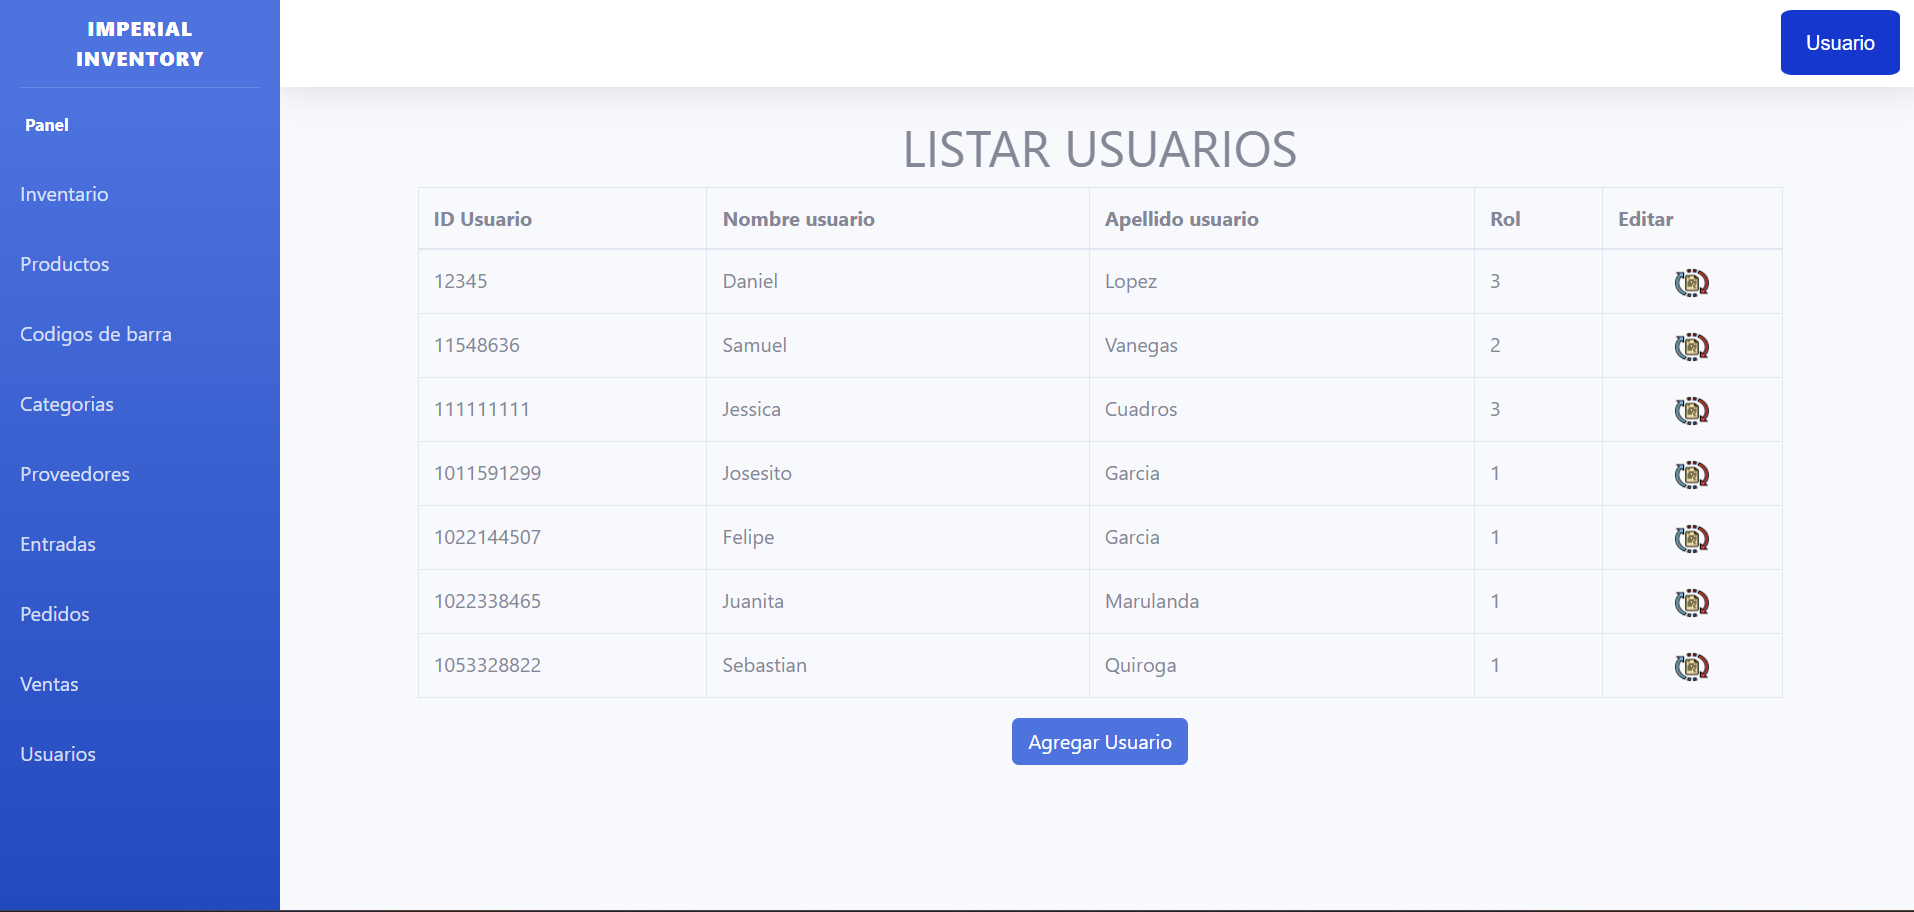 IMPERIAL
INVENTORY
Panel
Inventario
Productos
Codigos de barra
Categorias
Proveedores
Entradas
Pedidos
Ventas
Usuarios
Usuario
LISTAR USUARIOS
ID Usuario Nombre usuario Apellido usuario Rol Editar
12345 Daniel Lopez 3
11548636 Samuel Vanegas 2
111111111 Jessica Cuadros 3
1011591299 Josesito Garcia 1
1022144507 Felipe Garcia 1
1022338465 Juanita Marulanda 1
1053328822 Sebastian Quiroga 1
Agregar Usuario